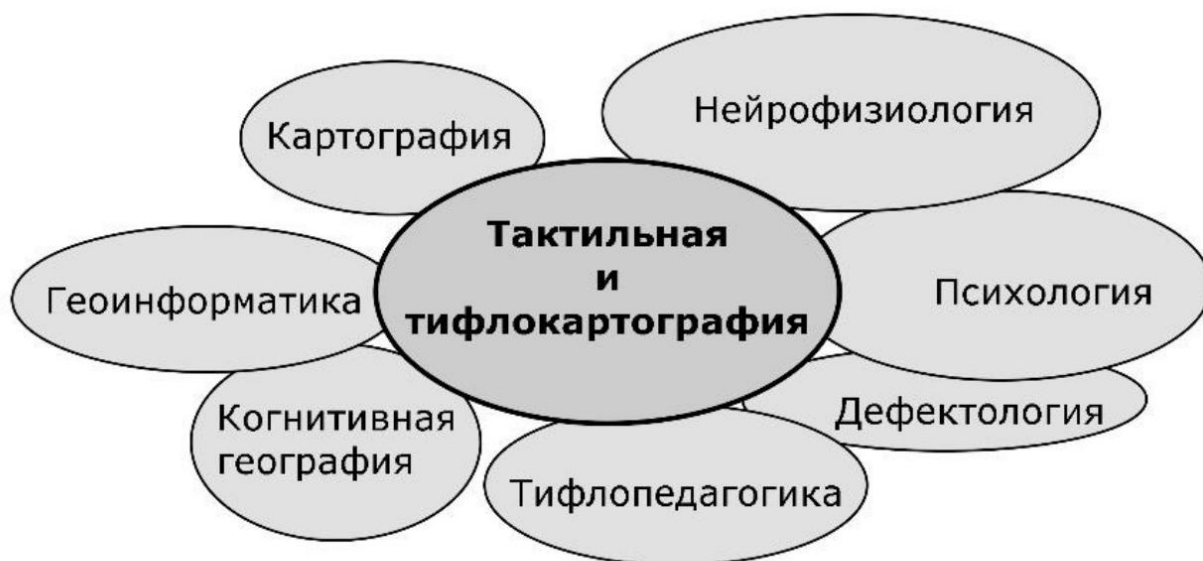 Картография
Нейрофизиология
Тактильная
и
тифлокартография
Геоинформатика
Психология
Когнитивная
география
Дефектология
Тифлопедагогика